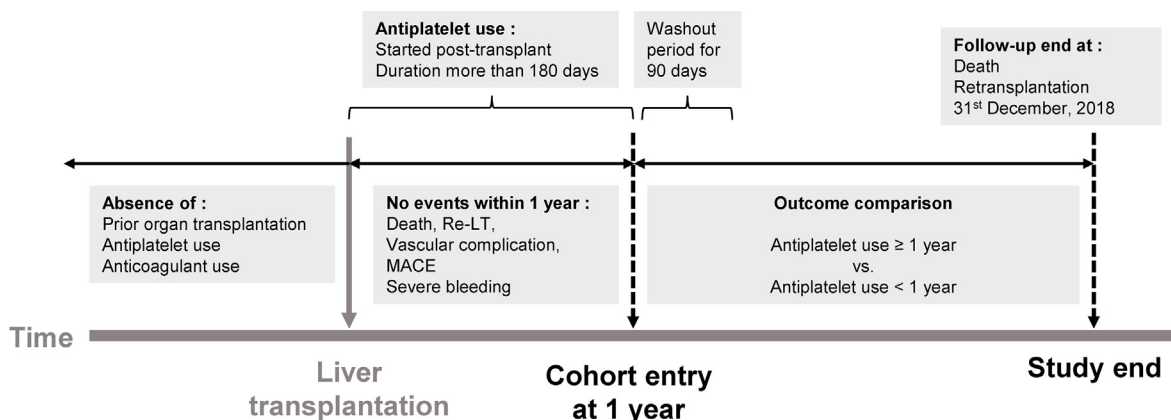 Antiplatelet use :
Started post-transplant
Duration more than 180 days
Washout
period for
90 days
Follow-up end at :
Death
Retransplantation
31st December, 2018
Absence of :
Prior organ transplantation
Antiplatelet use
Anticoagulant use
No events within 1 year :
Death, Re-LT,
Vascular complication,
MACE
Severe bleeding
Outcome comparison
Antiplatelet use ≥ 1 year
vs.
Antiplatelet use < 1 year
Time
Liver
transplantation
Cohort entry
at 1 year
Study end